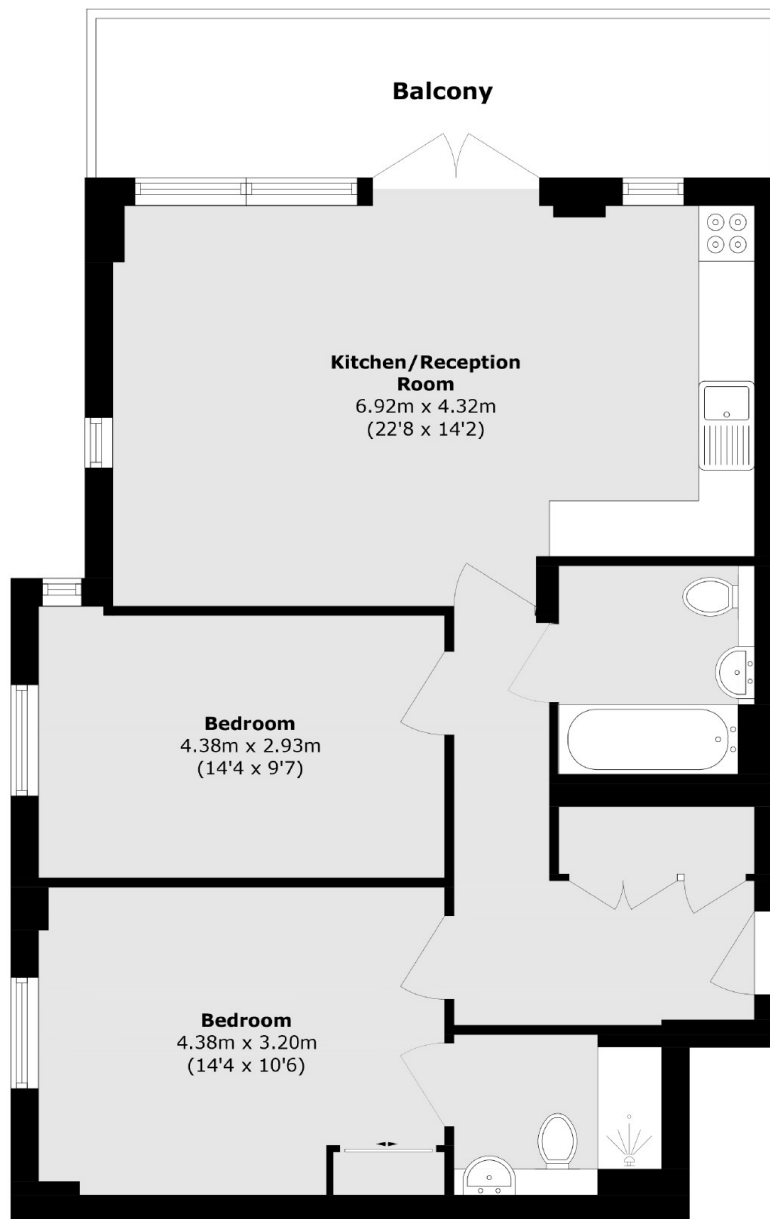 Balcony
Kitchen/Reception
Room
6.92m x 4.32m
(22'8 x 14'2)
Bedroom
4.38m x 2.93m
(14'4 x 9'7)
Bedroom
4.38m x 3.20m
(14'4 x 10'6)